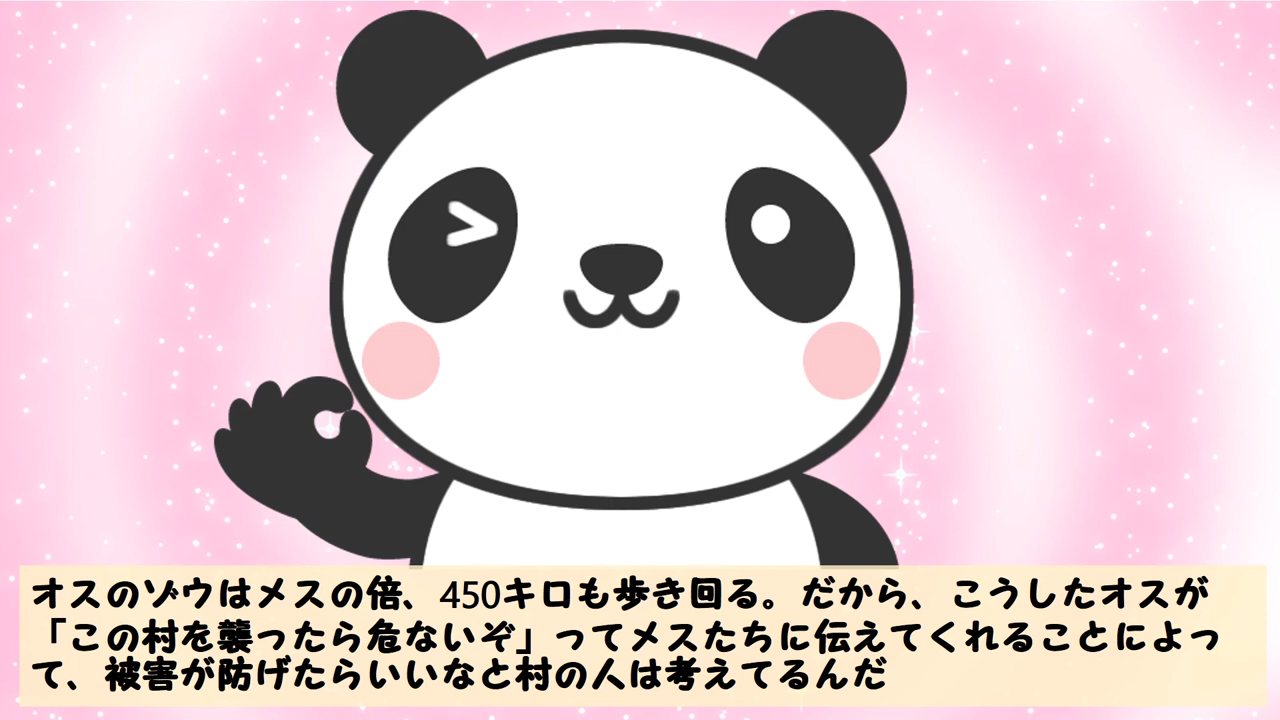 オスのゾウはメスの倍、450キロも歩き回る。だから、こうしたオスが
「この村を襲ったら危ないぞ」ってメスたちに伝えてくれることによっ
て、被害が防げたらいいなと村の人は考えてるんだ